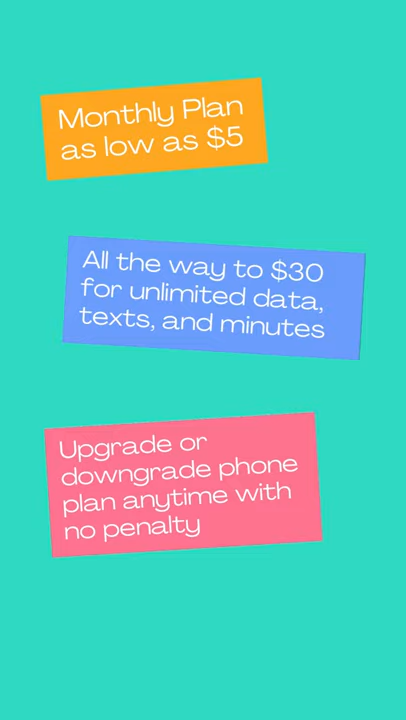 Monthly Plan
as low as $5
All the way to $30
for unlimited data,
texts, and minutes
Upgrade or
downgrade phone
plan anytime with
no penalty